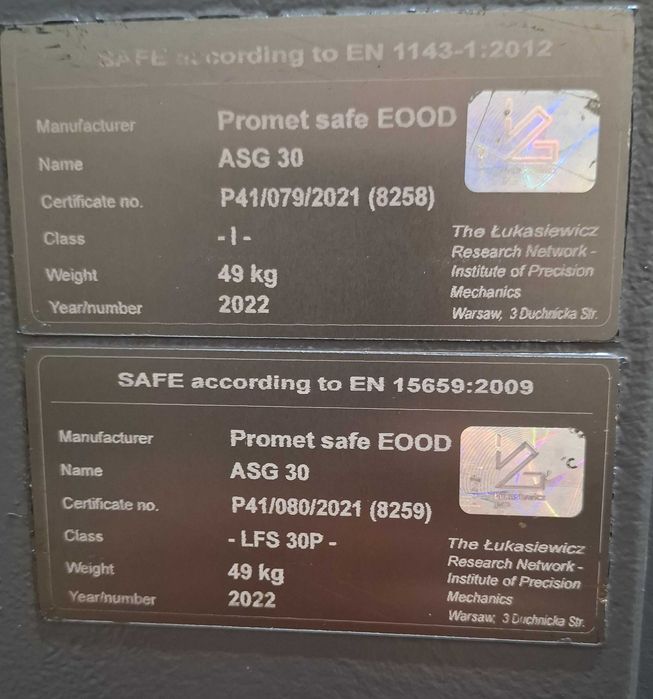 SAFE according to EN 1143-1:2012
Manufacturer Promet safe EOOD
Name ASG 30
Certificate no. P41/079/2021 (8258)
Class - I -
Weight 49 kg
Year/number 2022
The Łukasiewicz
Research Network -
Institute of Precision
Mechanics
Warsaw, 3 Duchnicka Str.
SAFE according to EN 15659:2009
Manufacturer Promet safe EOOD
Name ASG 30
Certificate no. P41/080/2021 (8259)
Class - LFS 30P -
Weight 49 kg
Year/number 2022
The Łukasiewicz
Research Network -
Institute of Precision
Mechanics
Warsaw, 3 Duchnicka Str.